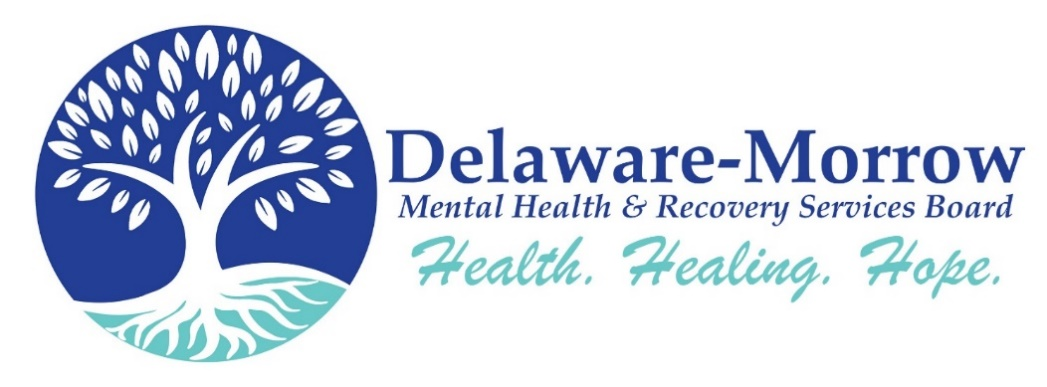 Delaware-Morrow
Mental Health & Recovery Services Board
Health. Healing. Hope.